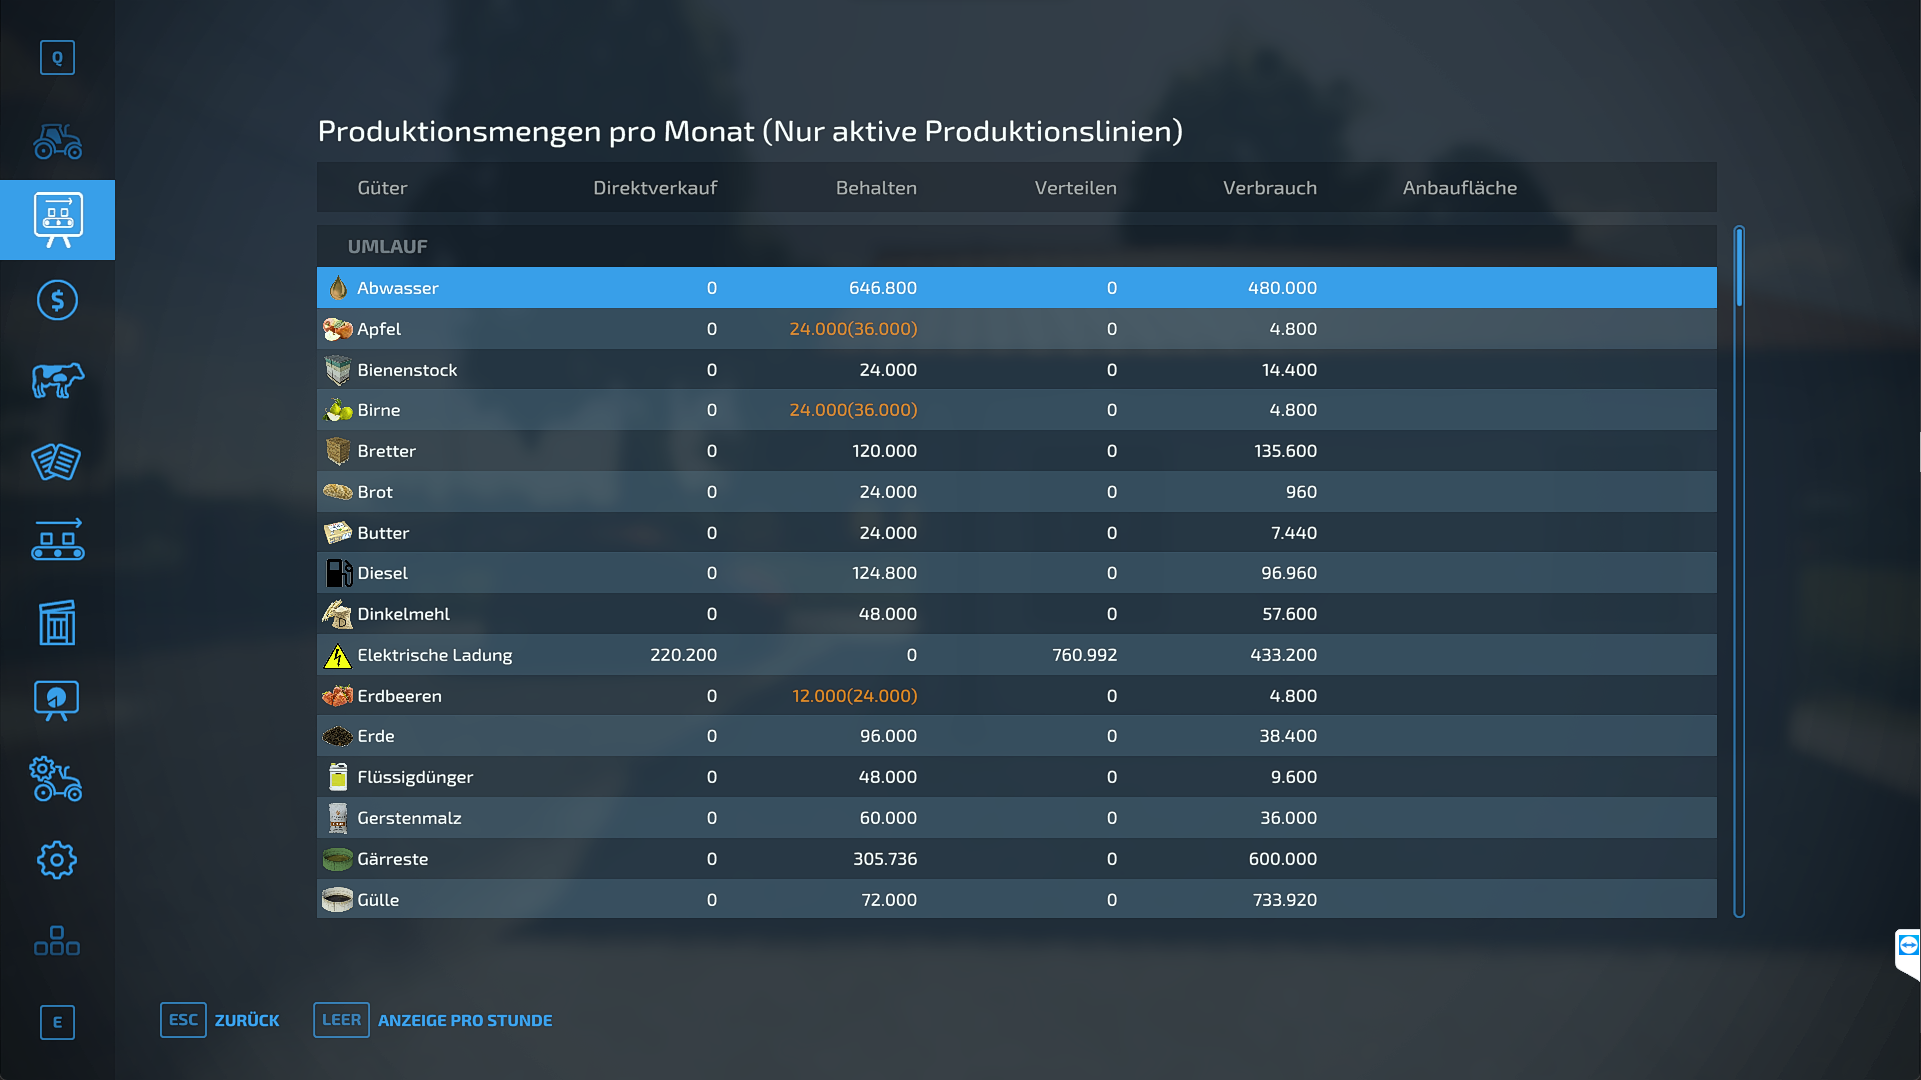 Q
Produktionsmengen pro Monat (Nur aktive Produktionslinien)
Güter Direktverkauf Behalten Verteilen Verbrauch Anbaufläche
UMLAUF
Abwasser 0 646.800 0 480.000
Apfel 0 24.000(36.000) 0 4.800
Bienenstock 0 24.000 0 14.400
Birne 0 24.000(36.000) 0 4.800
Bretter 0 120.000 0 135.600
Brot 0 24.000 0 960
Butter 0 24.000 0 7.440
Diesel 0 124.800 0 96.960
Dinkelmehl 0 48.000 0 57.600
Elektrische Ladung 220.200 0 760.992 433.200
Erdbeeren 0 12.000(24.000) 0 4.800
Erde 0 96.000 0 38.400
Flüssigdünger 0 48.000 0 9.600
Gerstenmalz 0 60.000 0 36.000
Gärreste 0 305.736 0 600.000
Gülle 0 72.000 0 733.920
E
ESC ZURÜCK LEER ANZEIGE PRO STUNDE